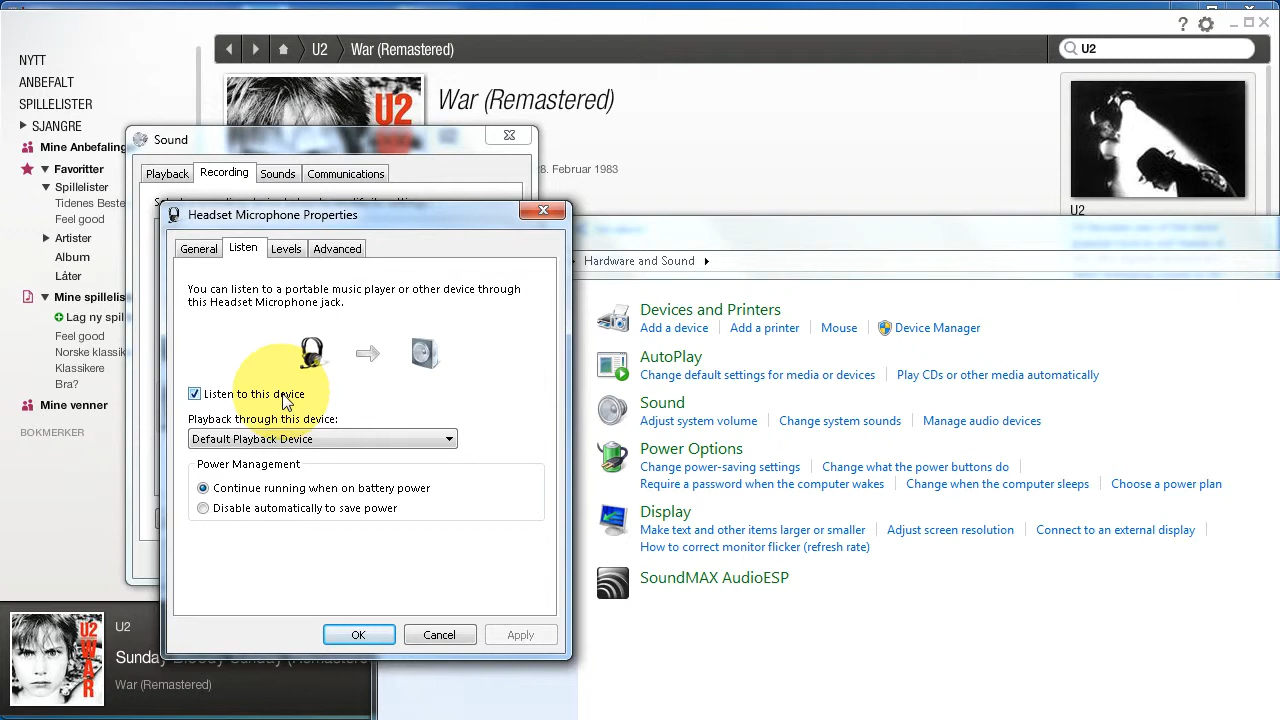 NYTT
ANBEFALT
SPILLELISTER
SJANGRE
Mine Anbefaling
Favoritter
Spillelister
Tidenes Beste
Feel good
Artister
Album
Låter
Mine spillelis
Lag ny spil
Feel good
Norske klassik
Klassikere
Bra?
Mine venner
BOKMERKER
U2
War (Remastered)
U2
U2
War (Remastered)
8. Februar 1983
U2
Sound
Playback
Recording
Sounds
Communications
Headset Microphone Properties
General
Listen
Levels
Advanced
You can listen to a portable music player or other device through
this Headset Microphone jack.
Listen to this device
Playback through this device:
Default Playback Device
Power Management
Continue running when on battery power
Disable automatically to save power
OK
Cancel
Apply
Hardware and Sound
Devices and Printers
Add a device
Add a printer
Mouse
Device Manager
AutoPlay
Change default settings for media or devices
Play CDs or other media automatically
Sound
Adjust system volume
Change system sounds
Manage audio devices
Power Options
Change power-saving settings
Change what the power buttons do
Require a password when the computer wakes
Change when the computer sleeps
Choose a power plan
Display
Make text and other items larger or smaller
Adjust screen resolution
Connect to an external display
How to correct monitor flicker (refresh rate)
SoundMAX AudioESP
U2
WAR
U2
Sunday Bloody Sunday (Remastere
War (Remastered)